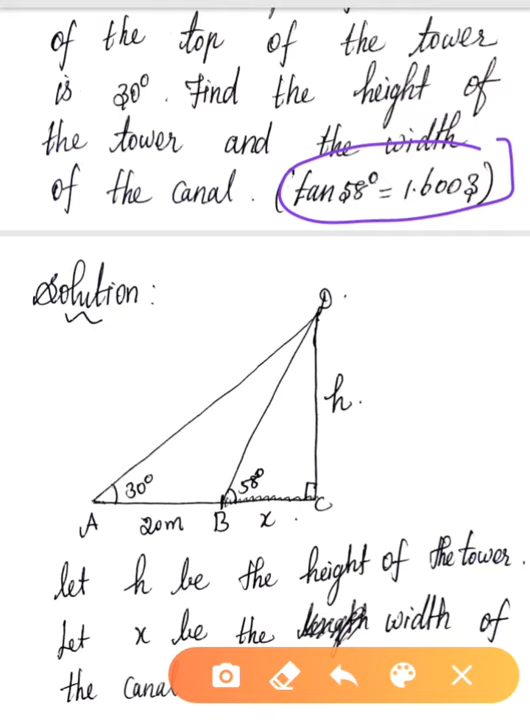 of the top of the tower
is 30°. Find the height of
the tower and the width
of the canal. (tan 58° = 1.6003)
Solution :
D.
h.
30°
58°
A 20m B x . C
let h be the height of the tower.
Let x be the length width of
the canal